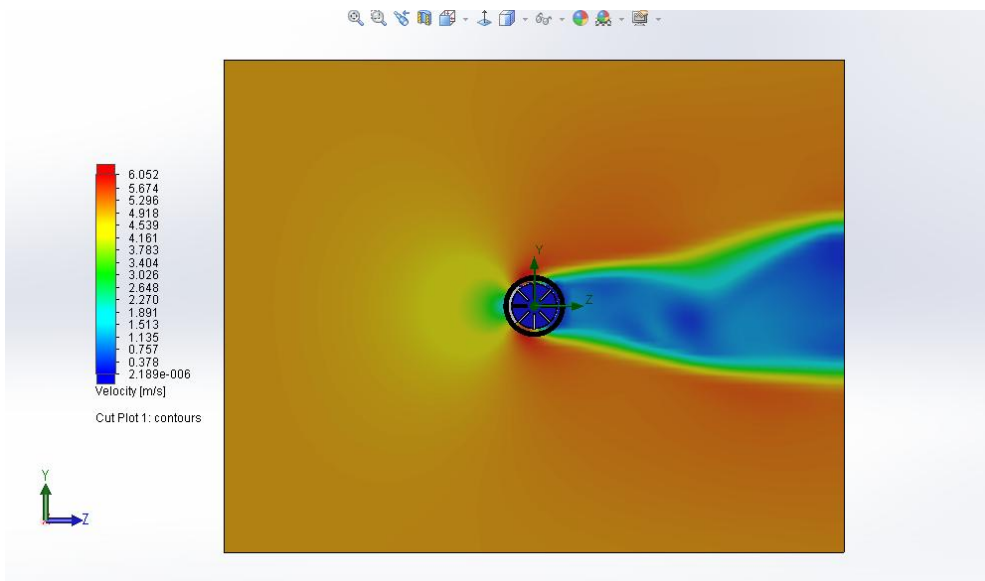 6.052
5.674
5.296
4.918
4.539
4.161
3.783
3.404
3.026
2.648
2.270
1.891
1.513
1.135
0.757
0.378
2.189e-006
Velocity [m/s]
Cut Plot 1: contours
Y
Z
Y
Z